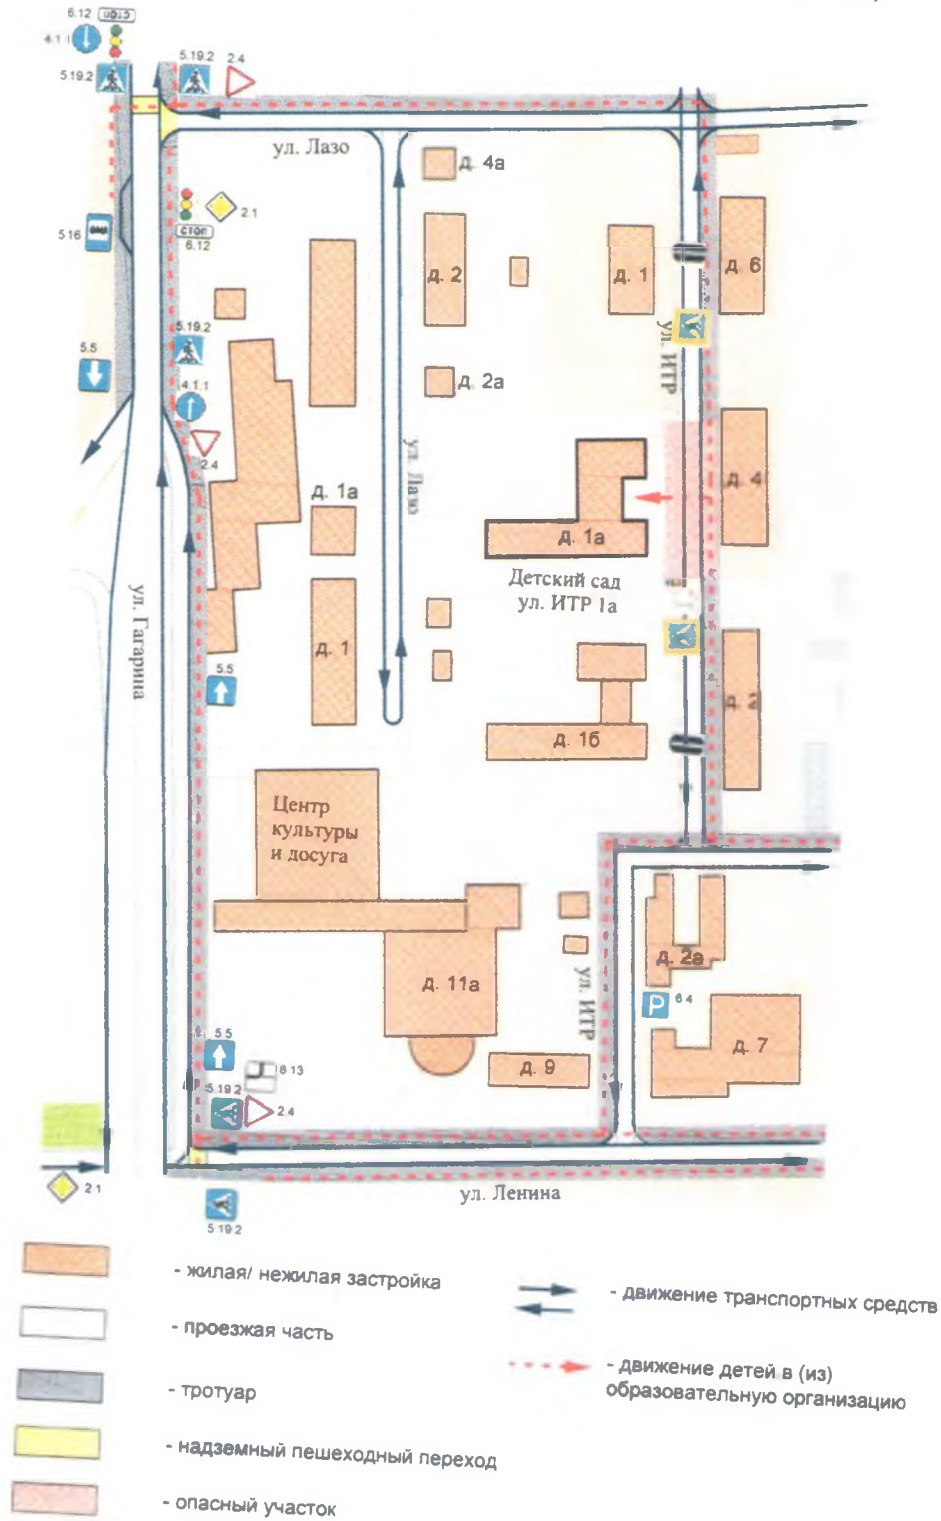 6.12
СТОП
4.1.1
5.19.2
5.19.2
2.4
ул. Лазо
д. 4а
2.1
СТОП
6.12
5.16
д. 2
д. 1
д. 6
ул. ИТР
5.19.2
5.5
4.1.1
д. 2а
2.4
ул. Лазо
д. 4
д. 1а
д. 1а
Детский сад
ул. ИТР 1а
ул. Гагарина
д. 1
5.5
д. 2
д. 1б
Центр
культуры
и досуга
д. 2а
ул. ИТР
д. 11а
P
6.4
д. 7
5.5
8.13
д. 9
5.19.2
2.4
2.1
ул. Ленина
5.19.2
- жилая/ нежилая застройка
- проезжая часть
- тротуар
- надземный пешеходный переход
- опасный участок
- движение транспортных средств
- движение детей в (из)
образовательную организацию